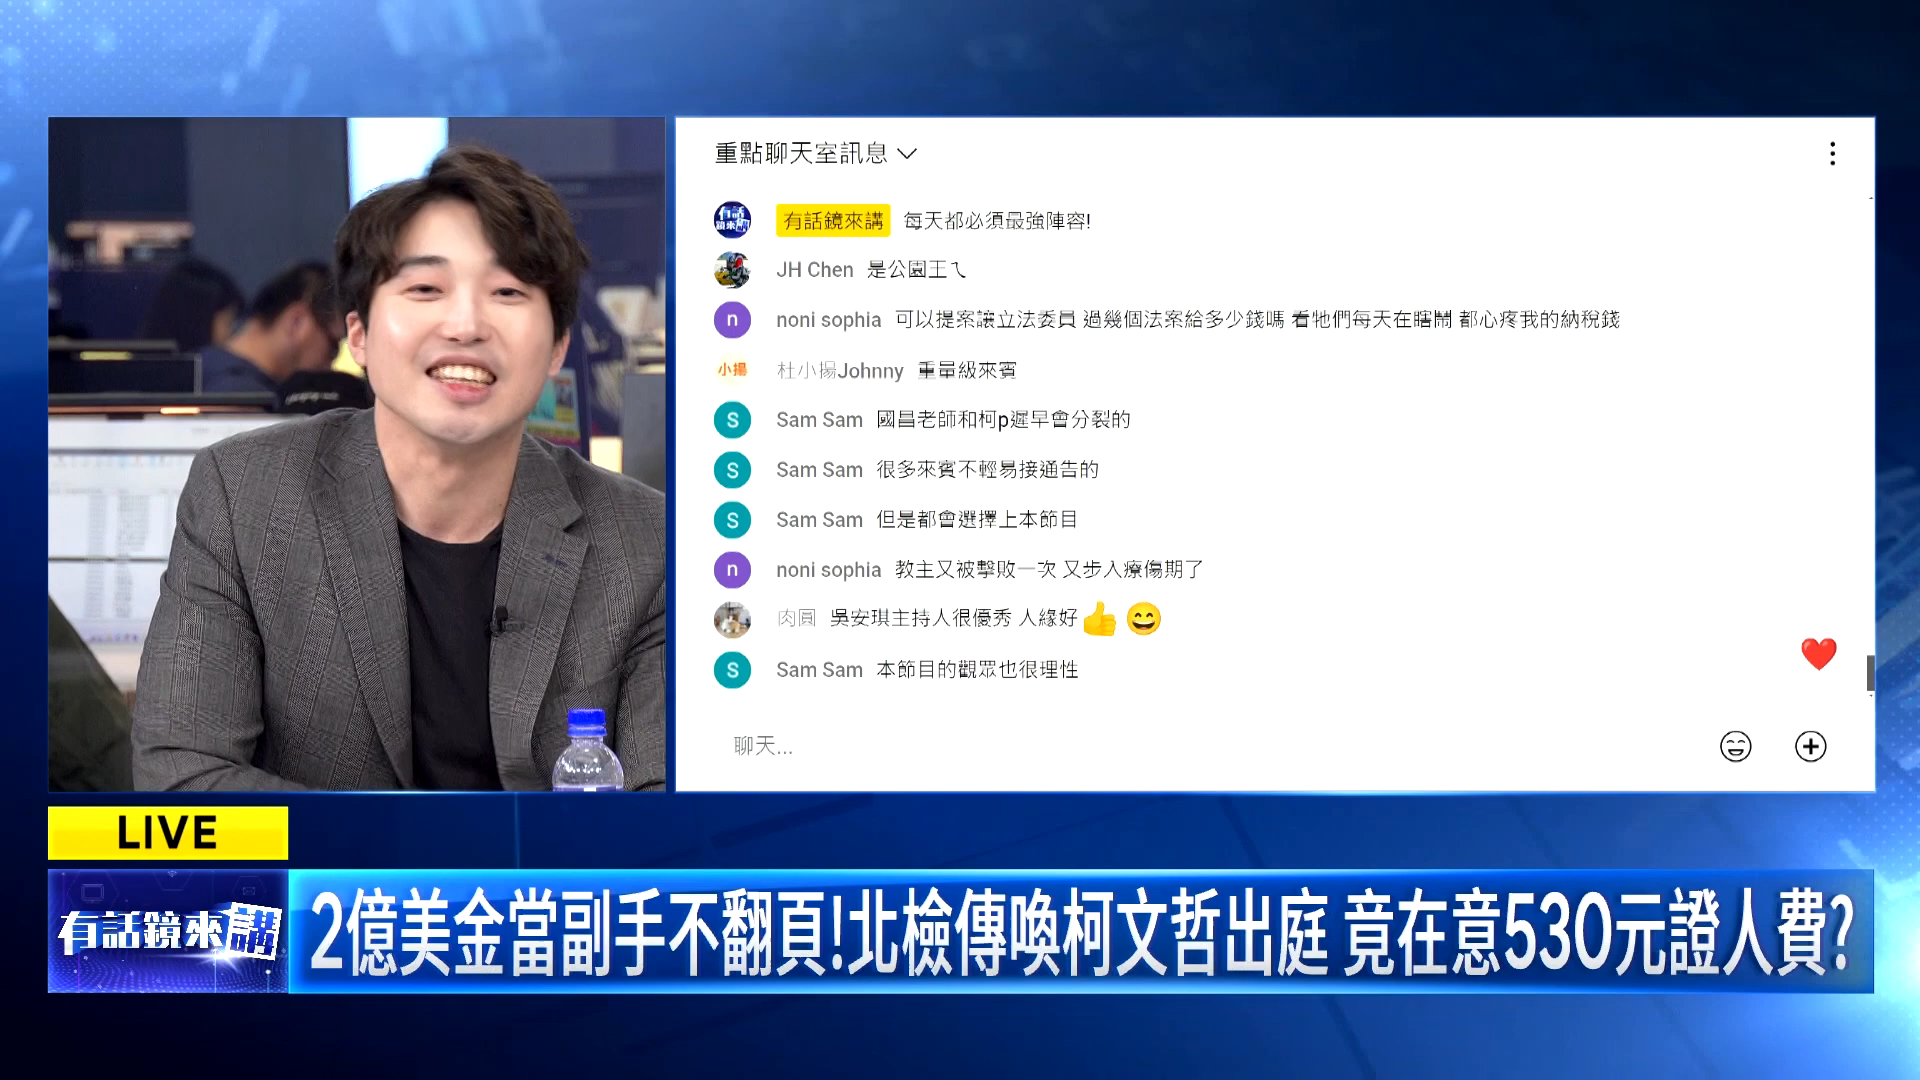 重點聊天室訊息
有話鏡來講 有話鏡來講 每天都必須最強陣容!
JH Chen 是公園王ㄟ
n noni sophia 可以提案讓立法委員 過幾個法案給多少錢嗎 看牠們每天在瞎鬧 都心疼我的納稅錢
小揚 杜小揚Johnny 重量級來賓
S Sam Sam 國昌老師和柯p遲早會分裂的
S Sam Sam 很多來賓不輕易接通告的
S Sam Sam 但是都會選擇上本節目
n noni sophia 教主又被擊敗一次 又步入療傷期了
肉圓 吳安琪主持人很優秀 人緣好👍😄
S Sam Sam 本節目的觀眾也很理性
聊天...
LIVE
有話鏡來講
2億美金當副手不翻頁!北檢傳喚柯文哲出庭 竟在意530元證人費?